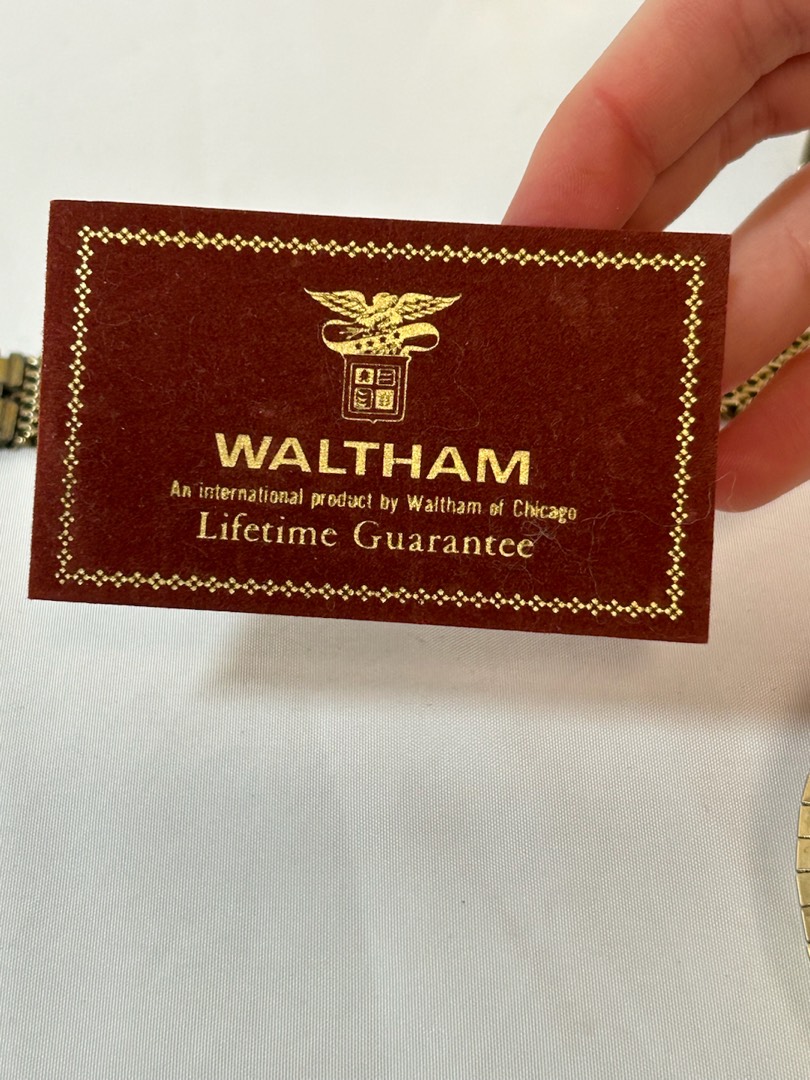 WALTHAM
An international product by Waltham of Chicago
Lifetime Guarantee